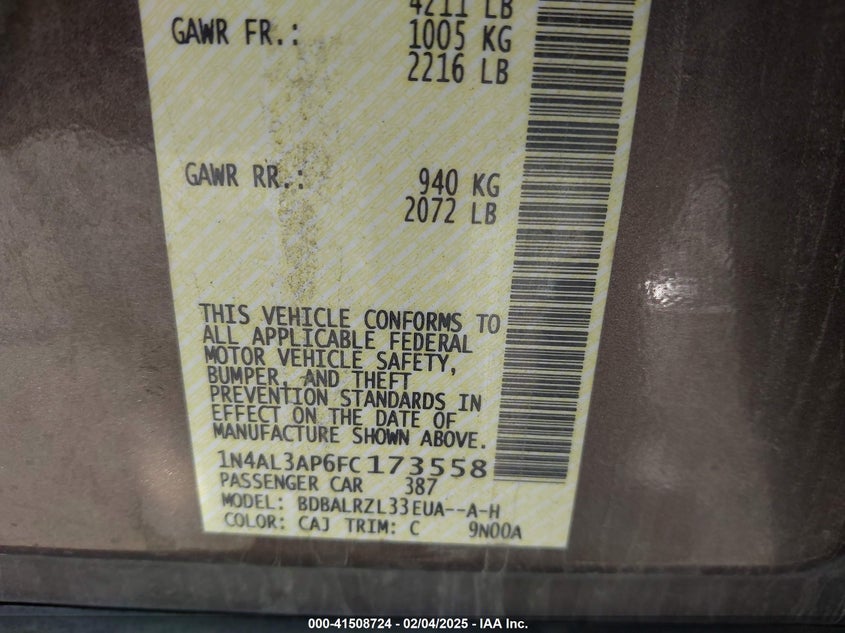 4211 LB
GAWR FR.: 1005 KG
2216 LB
GAWR RR.: 940 KG
2072 LB
THIS VEHICLE CONFORMS TO
ALL APPLICABLE FEDERAL
MOTOR VEHICLE SAFETY,
BUMPER, AND THEFT
PREVENTION STANDARDS IN
EFFECT ON THE DATE OF
MANUFACTURE SHOWN ABOVE.
1N4AL3AP6FC173558
PASSENGER CAR 387
MODEL: BDBALRZL33EUA--A-H
COLOR: CAJ TRIM: C 9N00A
000-41508724 - 02/04/2025 - IAA Inc.